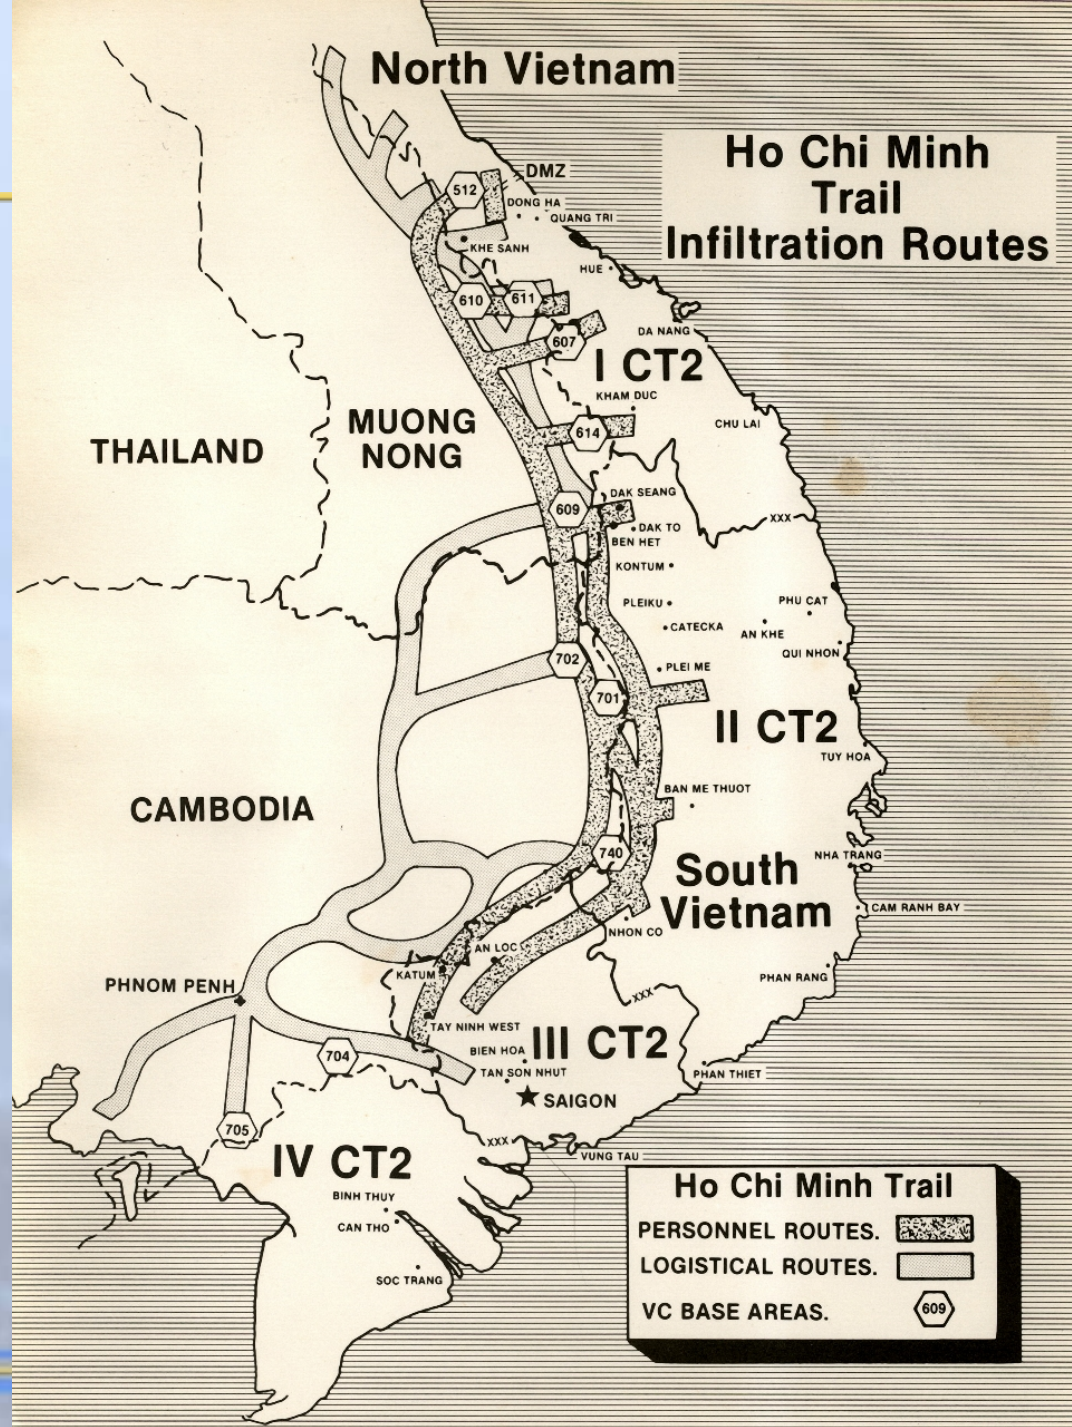 North Vietnam
Ho Chi Minh
Trail
Infiltration Routes
DMZ
512
DONG HA
QUANG TRI
KHE SANH
HUE
610
611
607
DA NANG
I CT2
KHAM DUC
614
CHU LAI
MUONG
NONG
THAILAND
DAK SEANG
609
XXX
DAK TO
BEN HET
KONTUM
PLEIKU
PHU CAT
CATECKA
AN KHE
QUI NHON
702
PLEI ME
701
II CT2
TUY HOA
BAN ME THUOT
CAMBODIA
740
NHA TRANG
South
Vietnam
CAM RANH BAY
NHON CO
AN LOC
KATUM
PHAN RANG
PHNOM PENH
XXX
TAY NINH WEST
III CT2
BIEN HOA
704
TAN SON NHUT
PHAN THIET
SAIGON
705
XXX
VUNG TAU
IV CT2
BINH THUY
CAN THO
SOC TRANG
Ho Chi Minh Trail
PERSONNEL ROUTES.
LOGISTICAL ROUTES.
VC BASE AREAS.
609